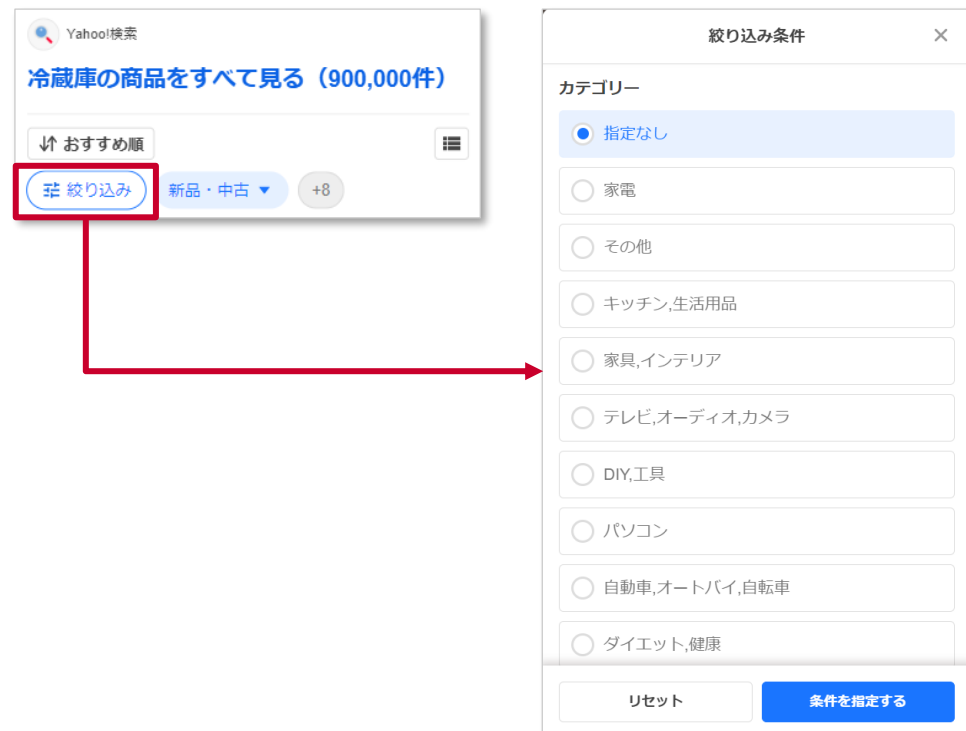 Yahoo!検索
冷蔵庫の商品をすべて見る（900,000件）
おすすめ順
絞り込み
新品・中古 ▼
+8
絞り込み条件
カテゴリー
指定なし
家電
その他
キッチン,生活用品
家具,インテリア
テレビ,オーディオ,カメラ
DIY,工具
パソコン
自動車,オートバイ,自転車
ダイエット,健康
リセット
条件を指定する